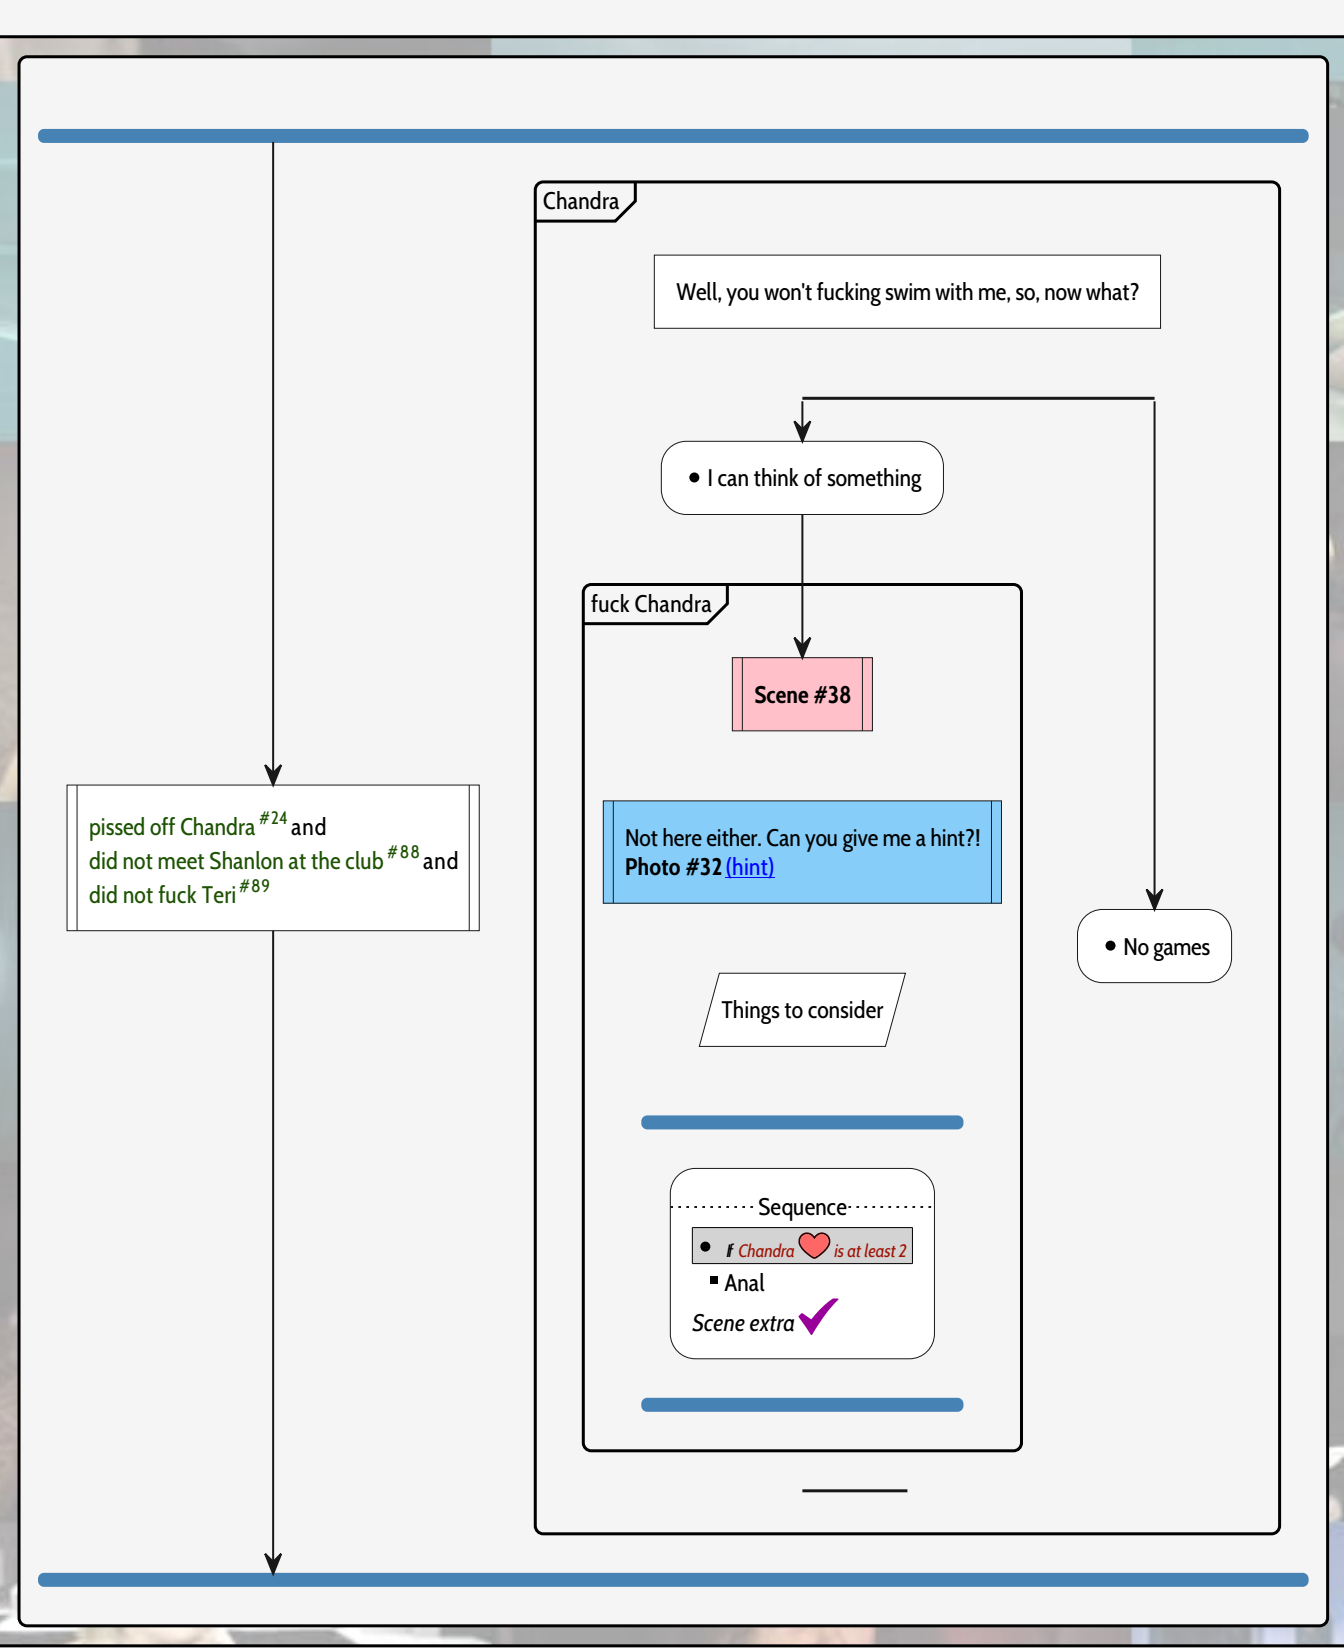 Chandra
Well, you won't fucking swim with me, so, now what?
• I can think of something
fuck Chandra
Scene #38
pissed off Chandra #24 and
did not meet Shanlon at the club #88 and
did not fuck Teri #89
Not here either. Can you give me a hint?!
Photo #32 (hint)
• No games
Things to consider
Sequence
• If Chandra ❤ is at least 2
▪ Anal
Scene extra ✔